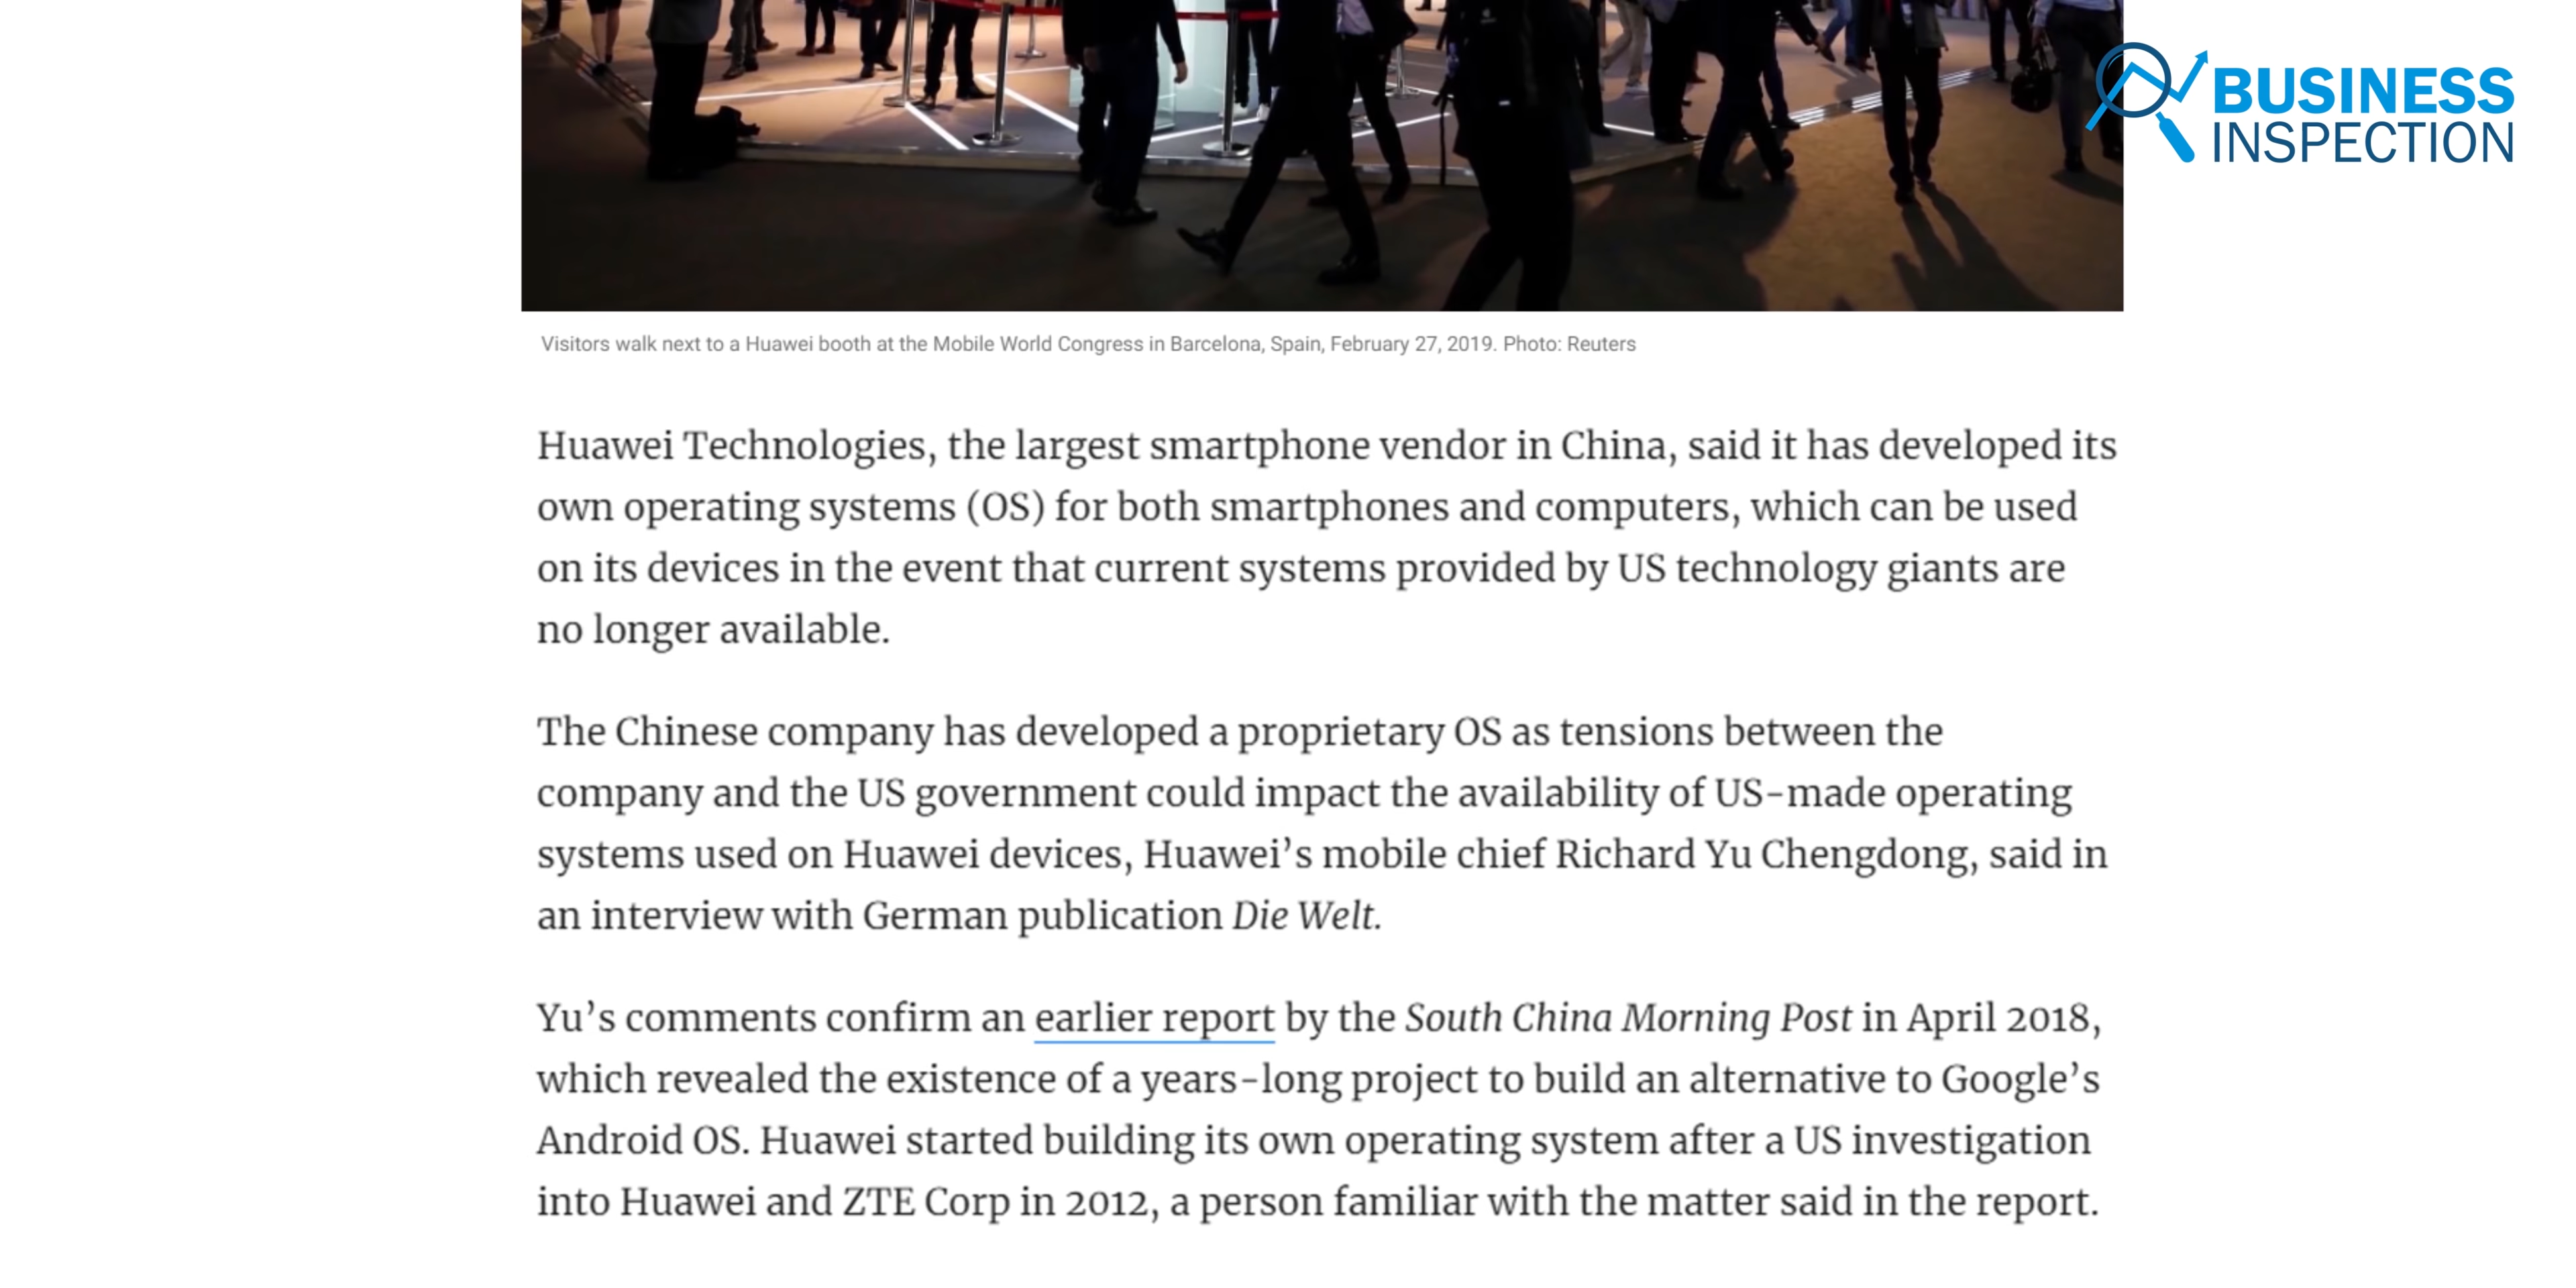 BUSINESS
INSPECTION
Visitors walk next to a Huawei booth at the Mobile World Congress in Barcelona, Spain, February 27, 2019. Photo: Reuters
Huawei Technologies, the largest smartphone vendor in China, said it has developed its
own operating systems (OS) for both smartphones and computers, which can be used
on its devices in the event that current systems provided by US technology giants are
no longer available.
The Chinese company has developed a proprietary OS as tensions between the
company and the US government could impact the availability of US-made operating
systems used on Huawei devices, Huawei’s mobile chief Richard Yu Chengdong, said in
an interview with German publication Die Welt.
Yu’s comments confirm an earlier report by the South China Morning Post in April 2018,
which revealed the existence of a years-long project to build an alternative to Google’s
Android OS. Huawei started building its own operating system after a US investigation
into Huawei and ZTE Corp in 2012, a person familiar with the matter said in the report.